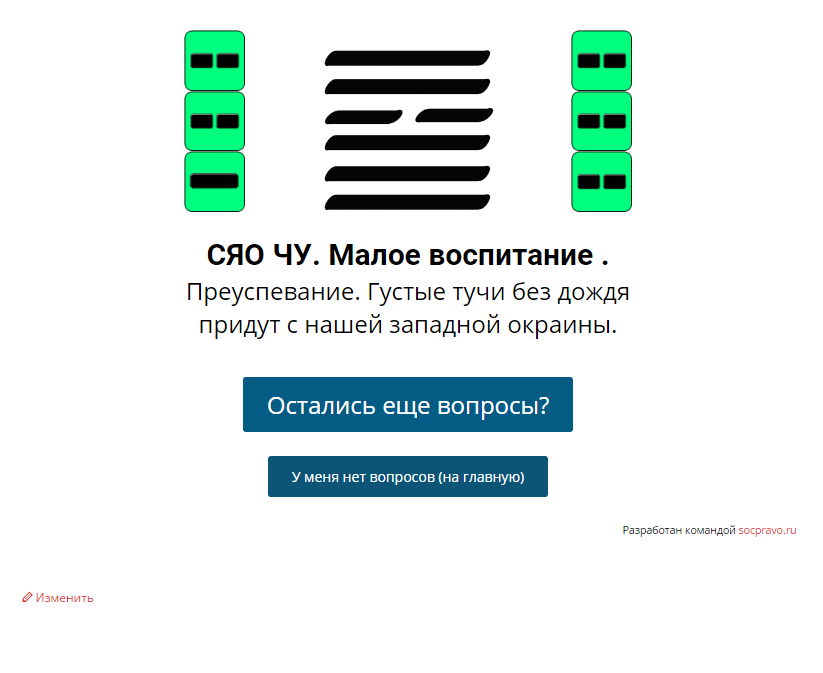 СЯО ЧУ. Малое воспитание .
Преуспевание. Густые тучи без дождя
придут с нашей западной окраины.
Остались еще вопросы?
У меня нет вопросов (на главную)
Разработан командой socpravo.ru
Изменить